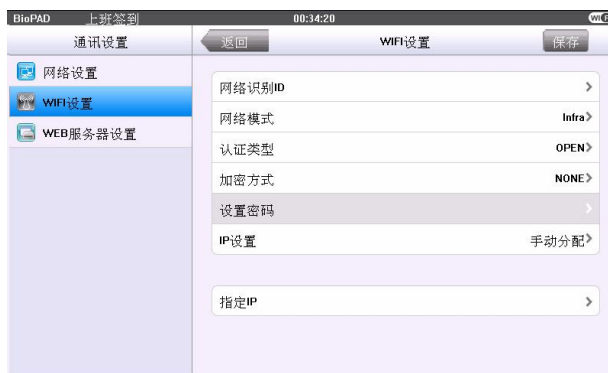 BioPAD 上班签到 00:34:20
通讯设置 返回 WIFI设置 保存
网络设置
WIFI设置
WEB服务器设置
网络识别ID
网络模式 Infra
认证类型 OPEN
加密方式 NONE
设置密码
IP设置 手动分配
指定IP